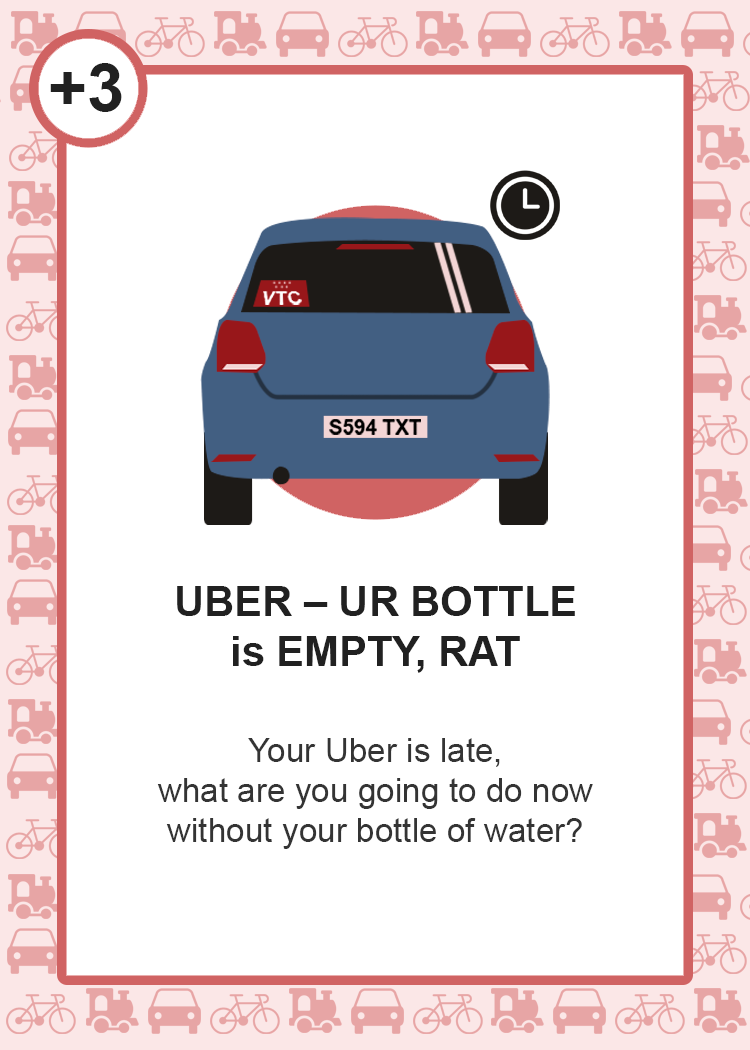 +3
VTC
S594 TXT
UBER – UR BOTTLE
is EMPTY, RAT
Your Uber is late,
what are you going to do now
without your bottle of water?